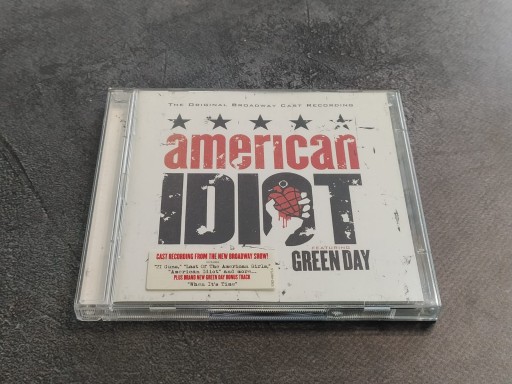 THE ORIGINAL BROADWAY CAST RECORDING
american
IDIOT
FEATURING
GREEN DAY
CAST RECORDING FROM THE NEW BROADWAY SHOW!
"21 Guns," "Last Of The American Girls,"
"American Idiot" and more...
PLUS BRAND NEW GREEN DAY BONUS TRACK
"When It's Time"